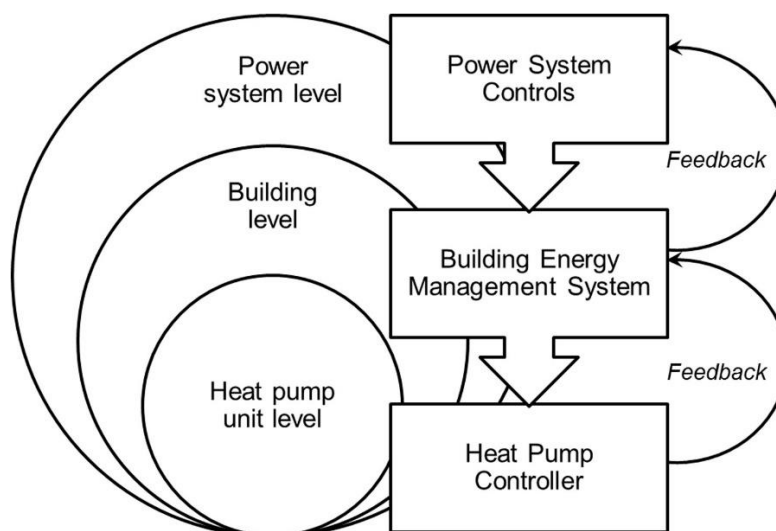 Power
system level
Power System
Controls
Feedback
Building
level
Building Energy
Management System
Feedback
Heat pump
unit level
Heat Pump
Controller